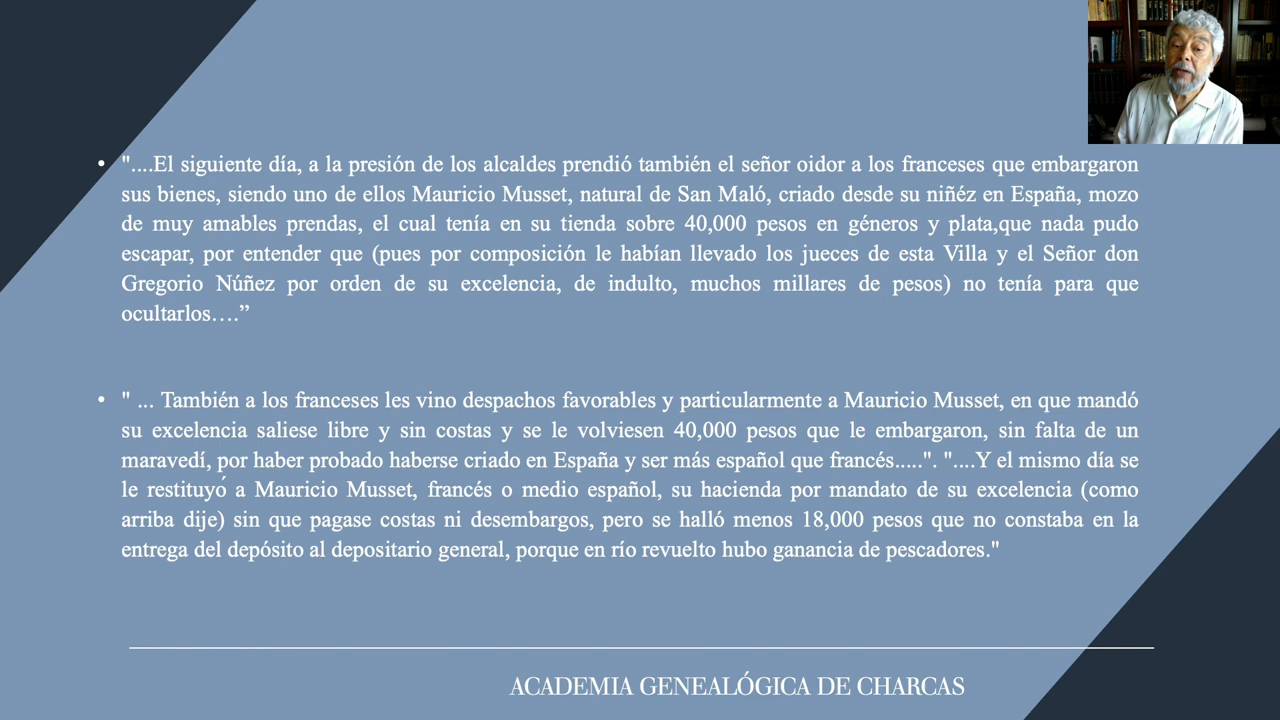 • "....El siguiente día, a la presión de los alcaldes prendió también el señor oidor a los franceses que embargaron
sus bienes, siendo uno de ellos Mauricio Musset, natural de San Maló, criado desde su niñéz en España, mozo
de muy amables prendas, el cual tenía en su tienda sobre 40,000 pesos en géneros y plata,que nada pudo
escapar, por entender que (pues por composición le habían llevado los jueces de esta Villa y el Señor don
Gregorio Núñez por orden de su excelencia, de indulto, muchos millares de pesos) no tenía para que
ocultarlos….”
• " ... También a los franceses les vino despachos favorables y particularmente a Mauricio Musset, en que mandó
su excelencia saliese libre y sin costas y se le volviesen 40,000 pesos que le embargaron, sin falta de un
maravedí, por haber probado haberse criado en España y ser más español que francés.....". "....Y el mismo día se
le restituyó a Mauricio Musset, francés o medio español, su hacienda por mandato de su excelencia (como
arriba dije) sin que pagase costas ni desembargos, pero se halló menos 18,000 pesos que no constaba en la
entrega del depósito al depositario general, porque en río revuelto hubo ganancia de pescadores."
ACADEMIA GENEALÓGICA DE CHARCAS